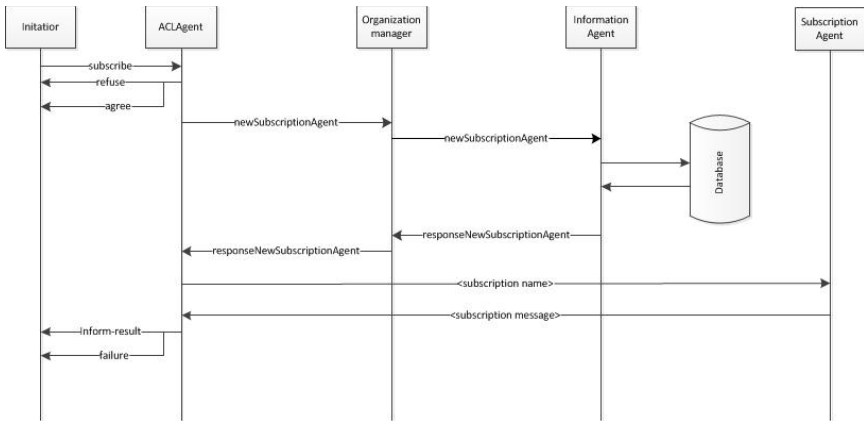 Initatior
ACLAgent
Organization
manager
Information
Agent
Subscription
Agent
subscribe
refuse
agree
newSubscriptionAgent
newSubscriptionAgent
Database
responseNewSubscriptionAgent
responseNewSubscriptionAgent
<subscription name>
<subscription message>
Inform-result
failure